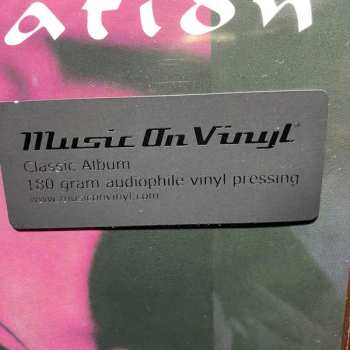 ation
Music On Vinyl®
Classic Album
180 gram audiophile vinyl pressing
www.musiconvinyl.com